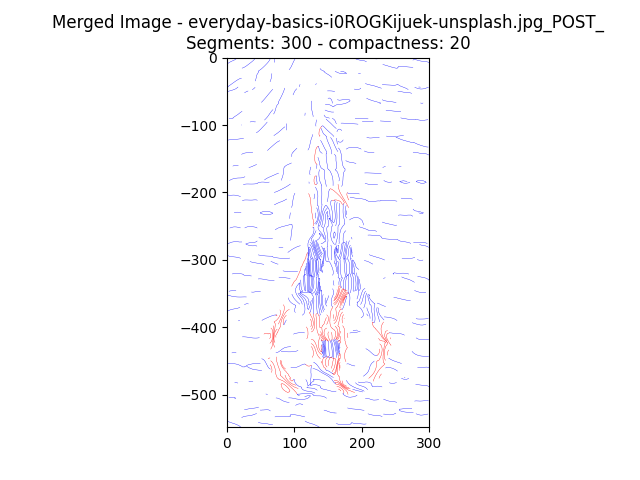 Merged Image - everyday-basics-i0ROGKijuek-unsplash.jpg_POST_
Segments: 300 - compactness: 20
0
−100
−200
−300
−400
−500
0 100 200 300